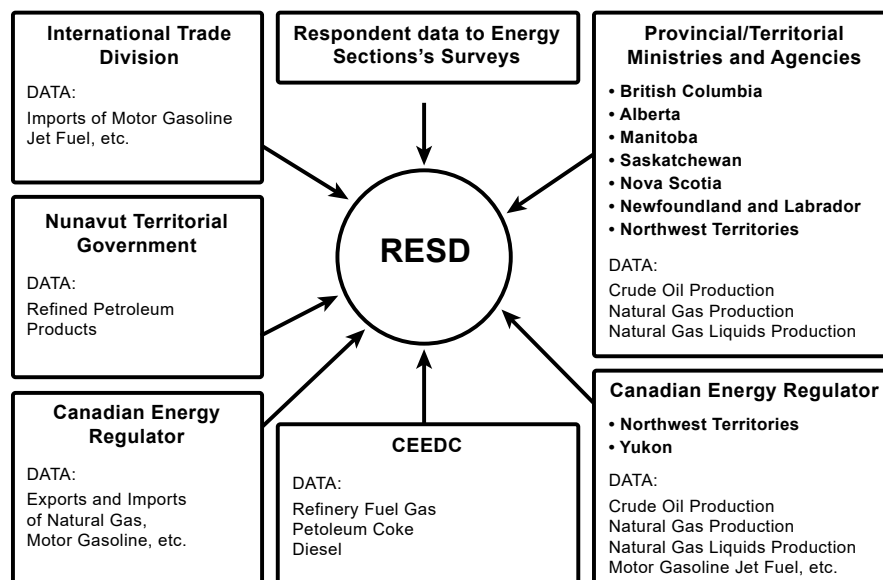 International Trade
Division
DATA:
Imports of Motor Gasoline
Jet Fuel, etc.
Respondent data to Energy
Sections's Surveys
Provincial/Territorial
Ministries and Agencies
• British Columbia
• Alberta
• Manitoba
• Saskatchewan
• Nova Scotia
• Newfoundland and Labrador
• Northwest Territories
DATA:
Crude Oil Production
Natural Gas Production
Natural Gas Liquids Production
Nunavut Territorial
Government
DATA:
Refined Petroleum
Products
RESD
Canadian Energy
Regulator
DATA:
Exports and Imports
of Natural Gas,
Motor Gasoline, etc.
CEEDC
DATA:
Refinery Fuel Gas
Petoleum Coke
Diesel
Canadian Energy Regulator
• Northwest Territories
• Yukon
DATA:
Crude Oil Production
Natural Gas Production
Natural Gas Liquids Production
Motor Gasoline Jet Fuel, etc.